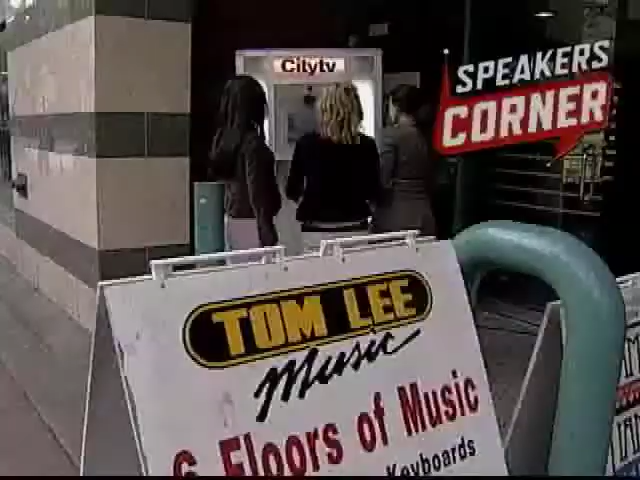 Citytv
SPEAKERS
CORNER
TOM LEE
Music
6 Floors of Music
Keyboards